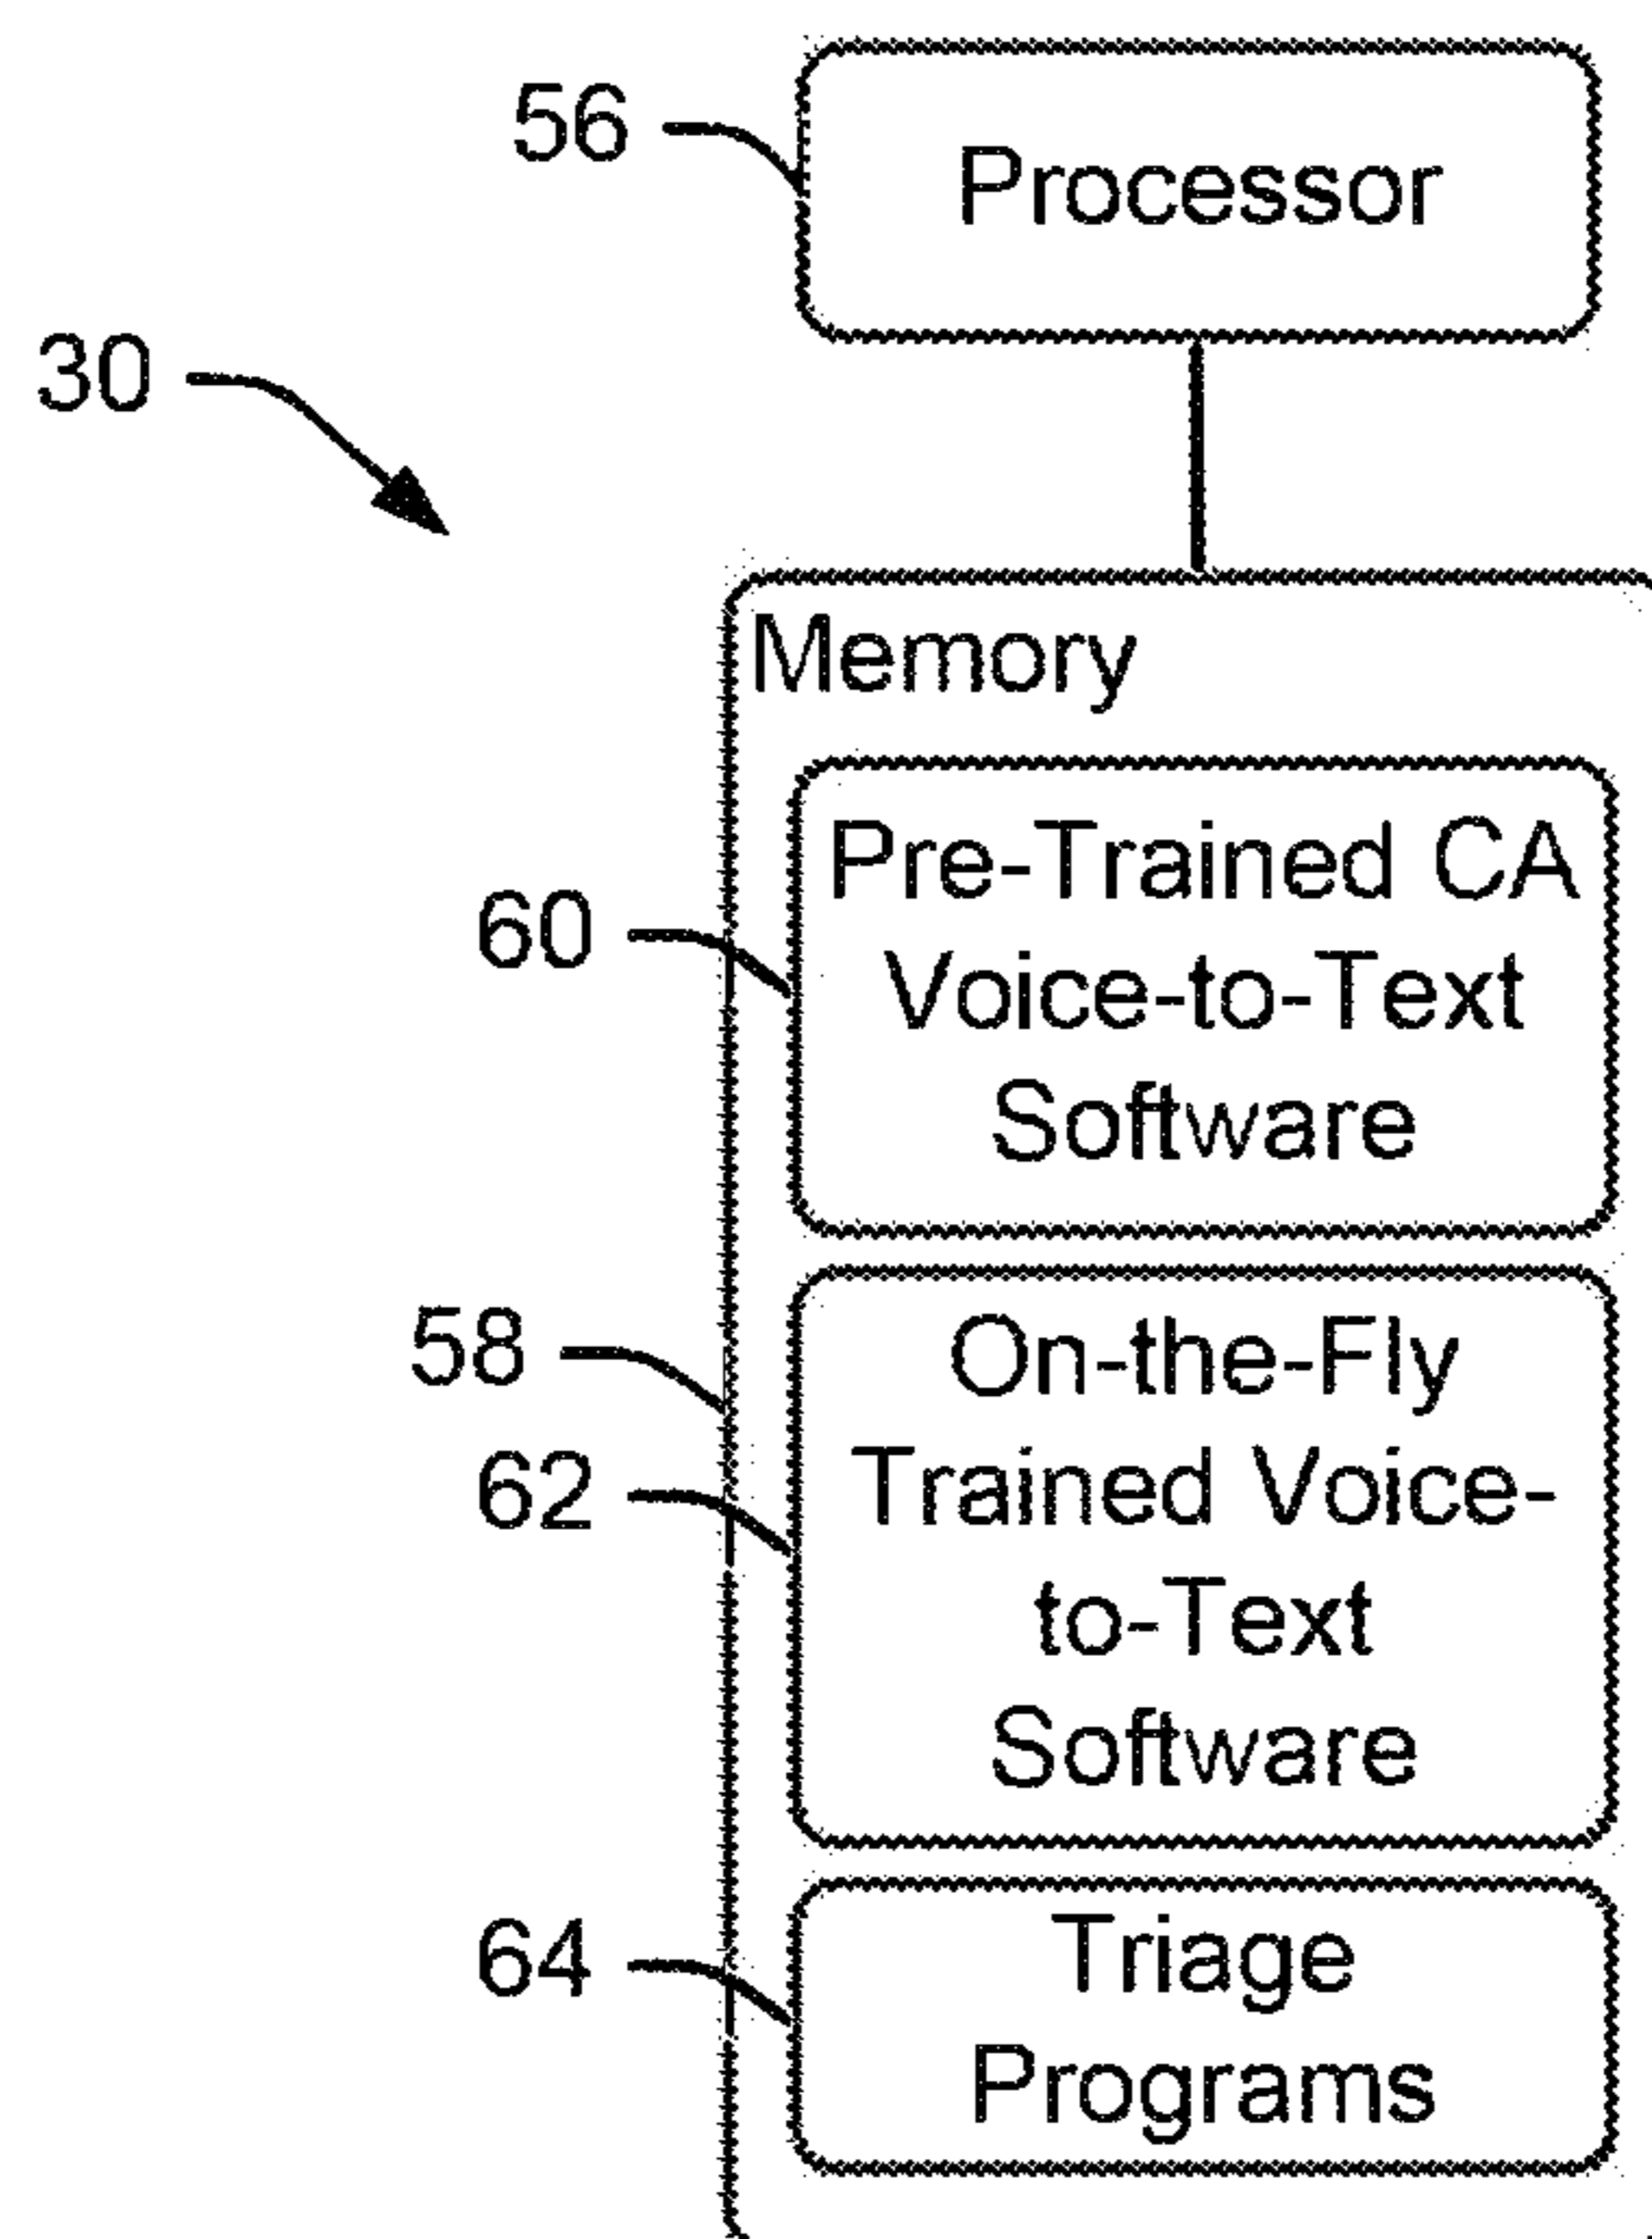 56
Processor
30
Memory
60
Pre-Trained CA
Voice-to-Text
Software
58
On-the-Fly
62
Trained Voice-
to-Text
Software
64
Triage
Programs